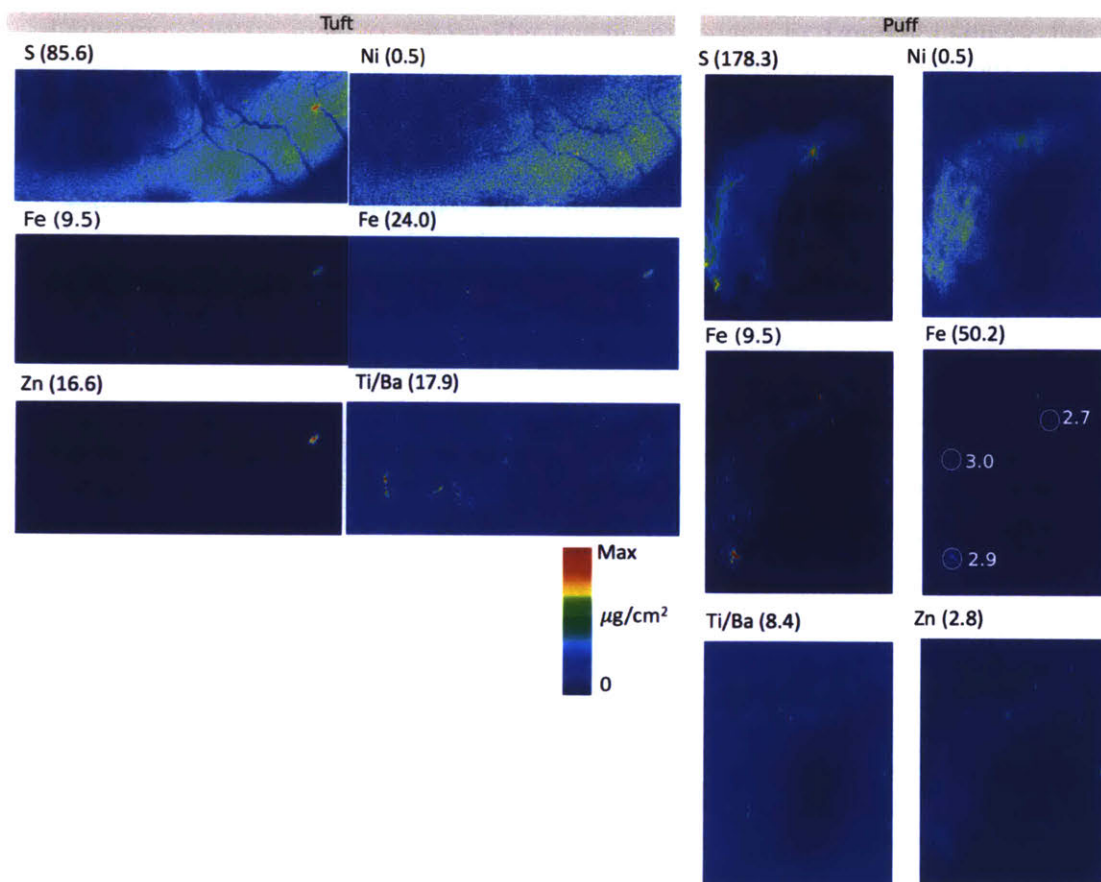 Tuft
S (85.6)
Ni (0.5)
Fe (9.5)
Fe (24.0)
Zn (16.6)
Ti/Ba (17.9)
Max
μg/cm²
0
Puff
S (178.3)
Ni (0.5)
Fe (9.5)
Fe (50.2)
2.7
3.0
2.9
Ti/Ba (8.4)
Zn (2.8)